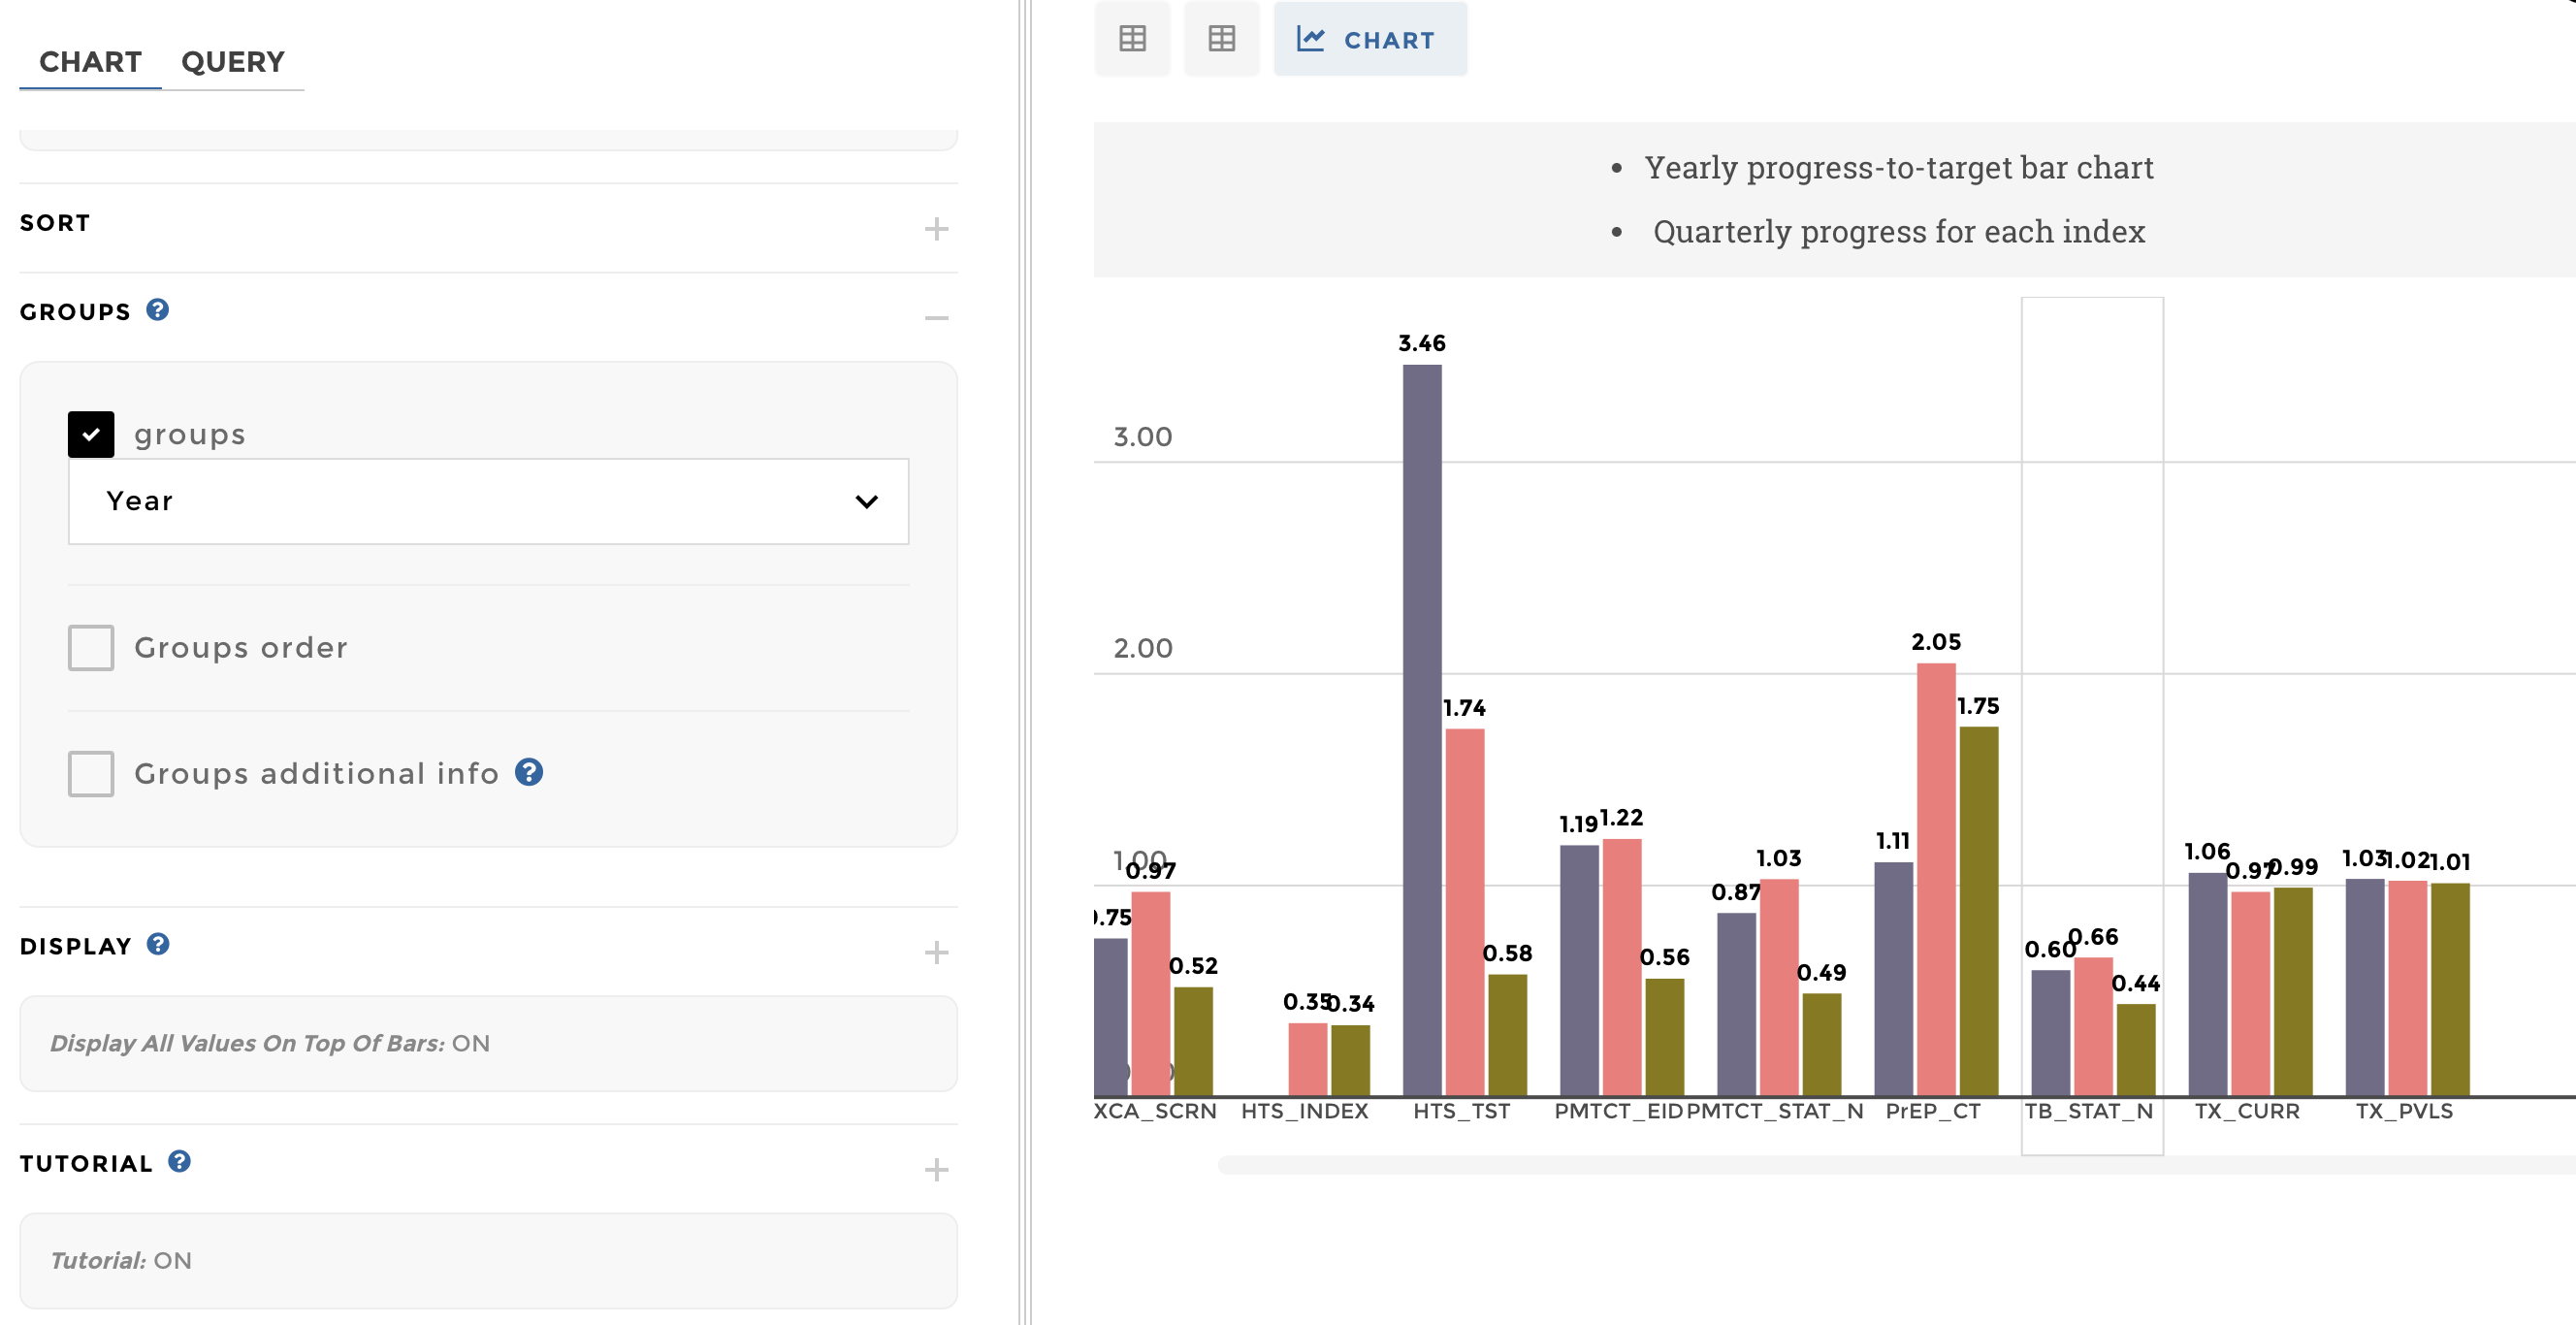 CHART QUERY
SORT
GROUPS ?
groups
Year
Groups order
Groups additional info ?
DISPLAY ?
Display All Values On Top Of Bars: ON
TUTORIAL ?
Tutorial: ON
CHART
• Yearly progress-to-target bar chart
• Quarterly progress for each index
3.00
2.00
1.00
.75 0.97 0.52
0.35 0.34
3.46 1.74 0.58
1.19 1.22 0.56
0.87 1.03 0.49
1.11 2.05 1.75
0.60 0.66 0.44
1.06 0.97 0.99
1.03 1.02 1.01
XCA_SCRN HTS_INDEX HTS_TST PMTCT_EID PMTCT_STAT_N PrEP_CT TB_STAT_N TX_CURR TX_PVLS